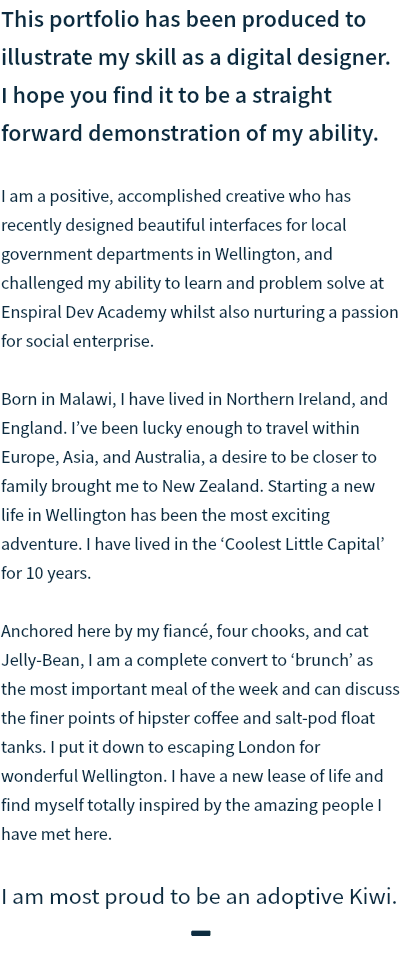 This portfolio has been produced to
illustrate my skill as a digital designer.
I hope you find it to be a straight
forward demonstration of my ability.
I am a positive, accomplished creative who has
recently designed beautiful interfaces for local
government departments in Wellington, and
challenged my ability to learn and problem solve at
Enspiral Dev Academy whilst also nurturing a passion
for social enterprise.
Born in Malawi, I have lived in Northern Ireland, and
England. I’ve been lucky enough to travel within
Europe, Asia, and Australia, a desire to be closer to
family brought me to New Zealand. Starting a new
life in Wellington has been the most exciting
adventure. I have lived in the ‘Coolest Little Capital’
for 10 years.
Anchored here by my fiancé, four chooks, and cat
Jelly-Bean, I am a complete convert to ‘brunch’ as
the most important meal of the week and can discuss
the finer points of hipster coffee and salt-pod float
tanks. I put it down to escaping London for
wonderful Wellington. I have a new lease of life and
find myself totally inspired by the amazing people I
have met here.
I am most proud to be an adoptive Kiwi.